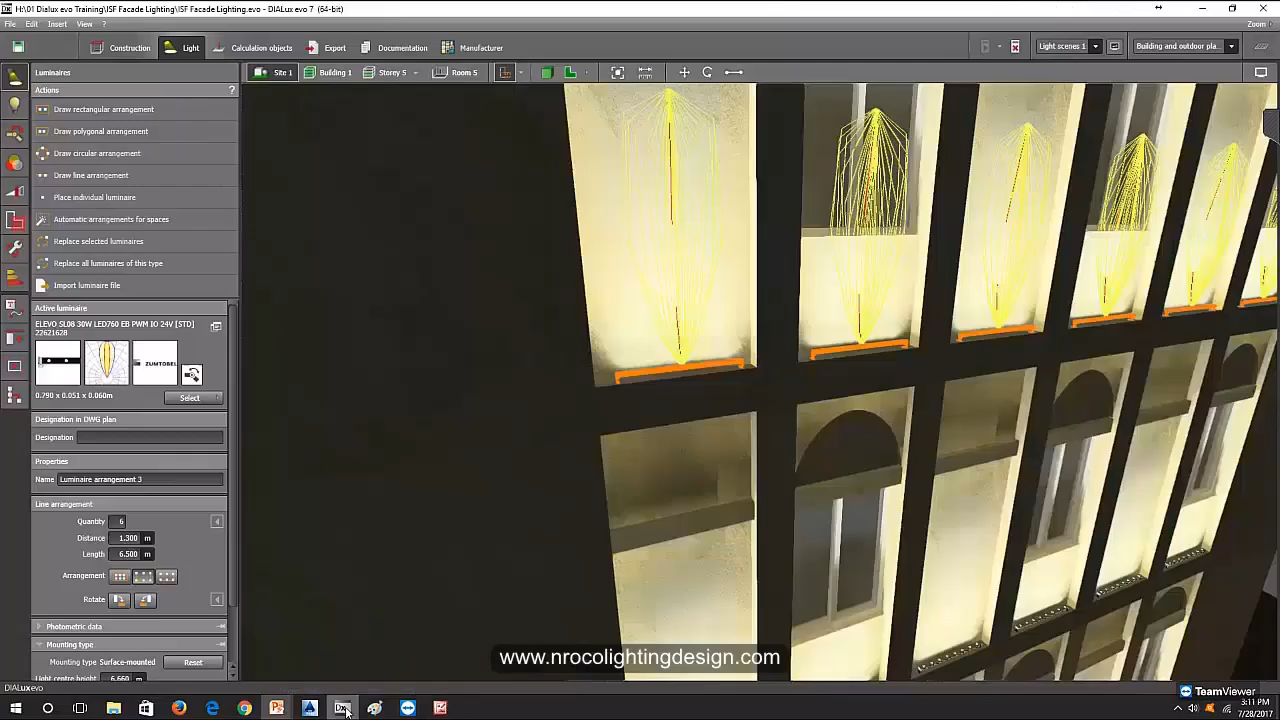 H:\01 Dialux evo Training\ISF Facade Lighting\ISF Facade Lighting.evo - DIALux evo 7 (64-bit)
File Edit Insert View ?
Zoom
Construction Light Calculation objects Export Documentation Manufacturer
Light scenes 1 Building and outdoor pla...
Luminaires
Site 1 Building 1 Storey 5 Room 5
Actions ?
Draw rectangular arrangement
Draw polygonal arrangement
Draw circular arrangement
Draw line arrangement
Place individual luminaire
Automatic arrangements for spaces
Replace selected luminaires
Replace all luminaires of this type
Import luminaire file
Active luminaire
ELEVO SL08 30W LED760 EB PWM IO 24V [STD]
22621628
ZUMTOBEL
0.790 x 0.051 x 0.060m
Select
Designation in DWG plan
Designation
Properties
Name Luminaire arrangement 3
Line arrangement
Quantity 6
Distance 1.300 m
Length 6.500 m
Arrangement
Rotate
Photometric data
Mounting type
Mounting type Surface-mounted Reset
Light centre height 6.660 m
www.nrocolightingdesign.com
DIALuxevo
TeamViewer
3:11 PM
7/28/2017